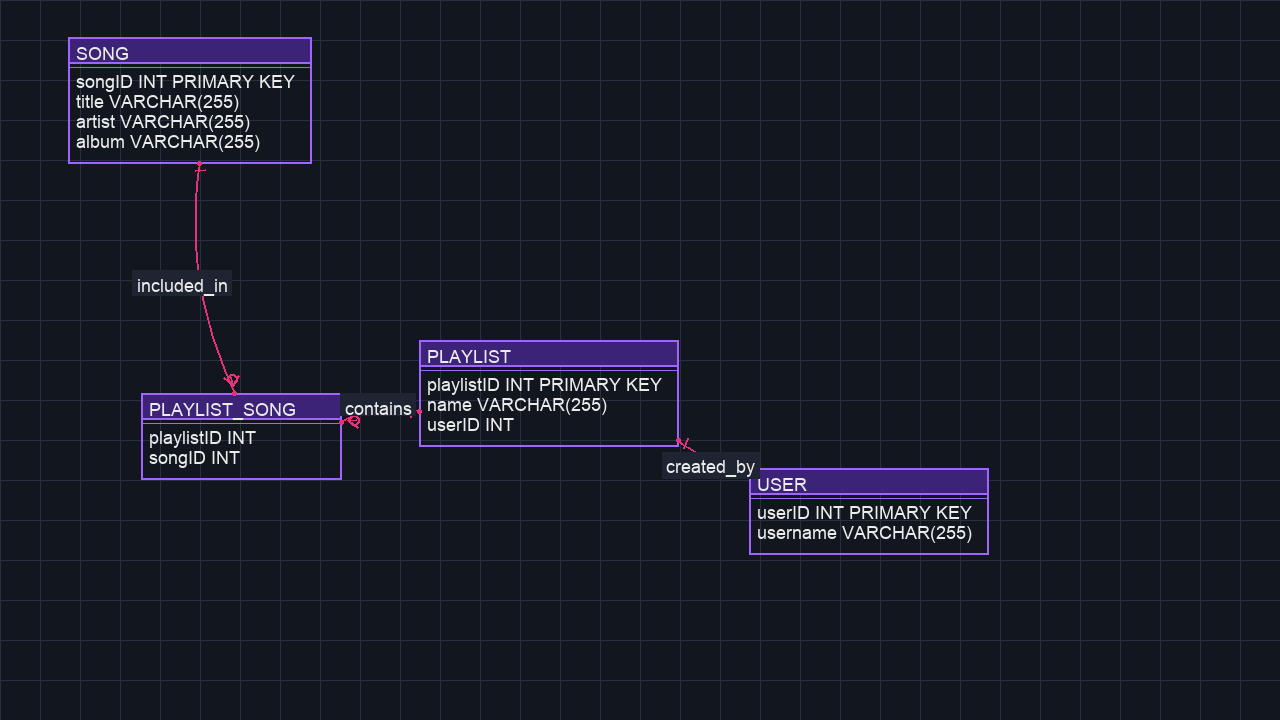 SONG
songID INT PRIMARY KEY
title VARCHAR(255)
artist VARCHAR(255)
album VARCHAR(255)
included_in
PLAYLIST_SONG
playlistID INT
songID INT
contains
PLAYLIST
playlistID INT PRIMARY KEY
name VARCHAR(255)
userID INT
created_by
USER
userID INT PRIMARY KEY
username VARCHAR(255)